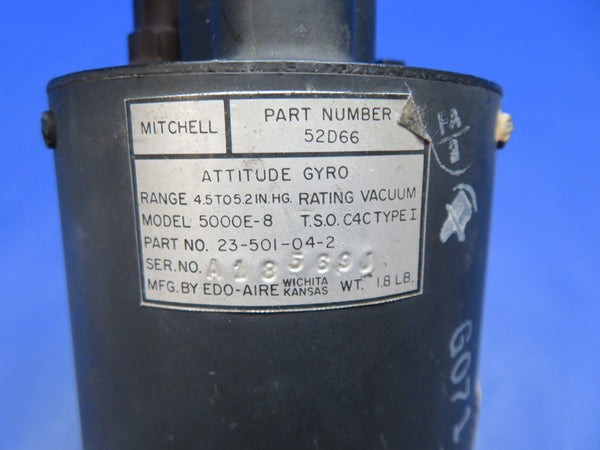 MITCHELL
PART NUMBER
52D66
ATTITUDE GYRO
RANGE 4.5 TO 5.2 IN. HG. RATING VACUUM
MODEL 5000E-8 T.S.O. C4C TYPE I
PART NO. 23-501-04-2
SER. NO. A185691
MFG. BY EDO-AIRE WICHITA KANSAS WT. 1.8 LB.
G072